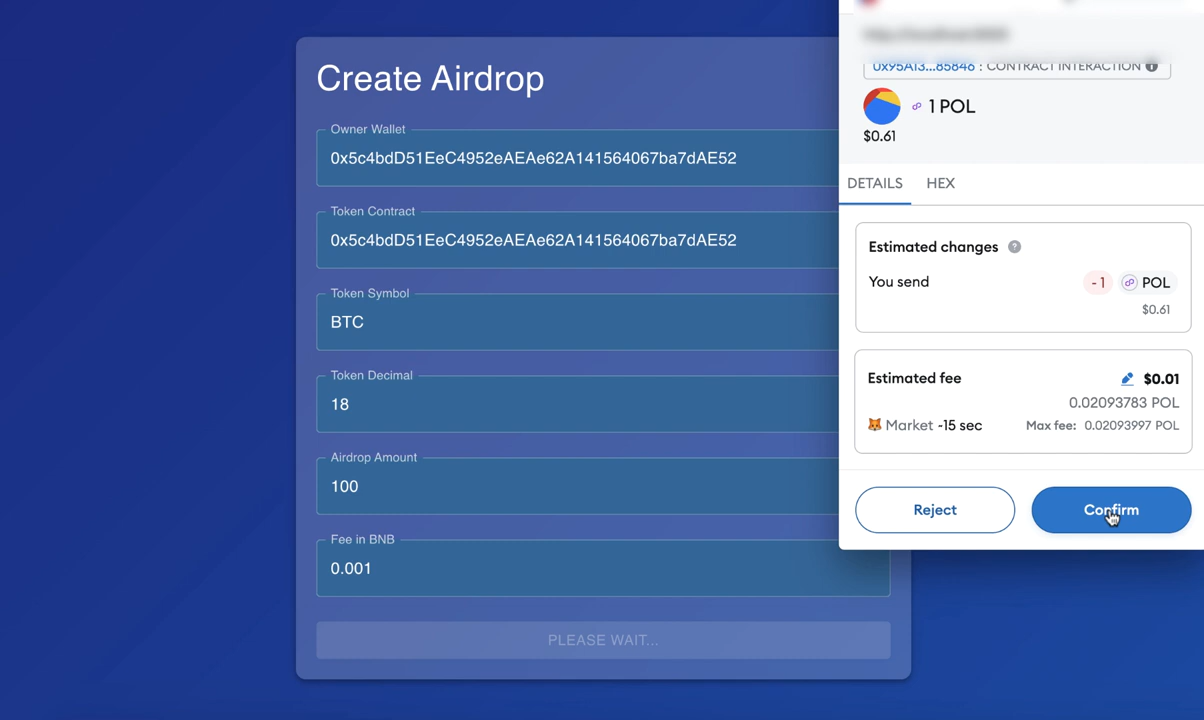 Create Airdrop
Owner Wallet
0x5c4bdD51EeC4952eAEAe62A141564067ba7dAE52
Token Contract
0x5c4bdD51EeC4952eAEAe62A141564067ba7dAE52
Token Symbol
BTC
Token Decimal
18
Airdrop Amount
100
Fee in BNB
0.001
PLEASE WAIT...
0x95A13...85846 : CONTRACT INTERACTION
1 POL
$0.61
DETAILS HEX
Estimated changes
You send - 1 POL
$0.61
Estimated fee $0.01
0.02093783 POL
Market ~15 sec Max fee: 0.02093997 POL
Reject Confirm